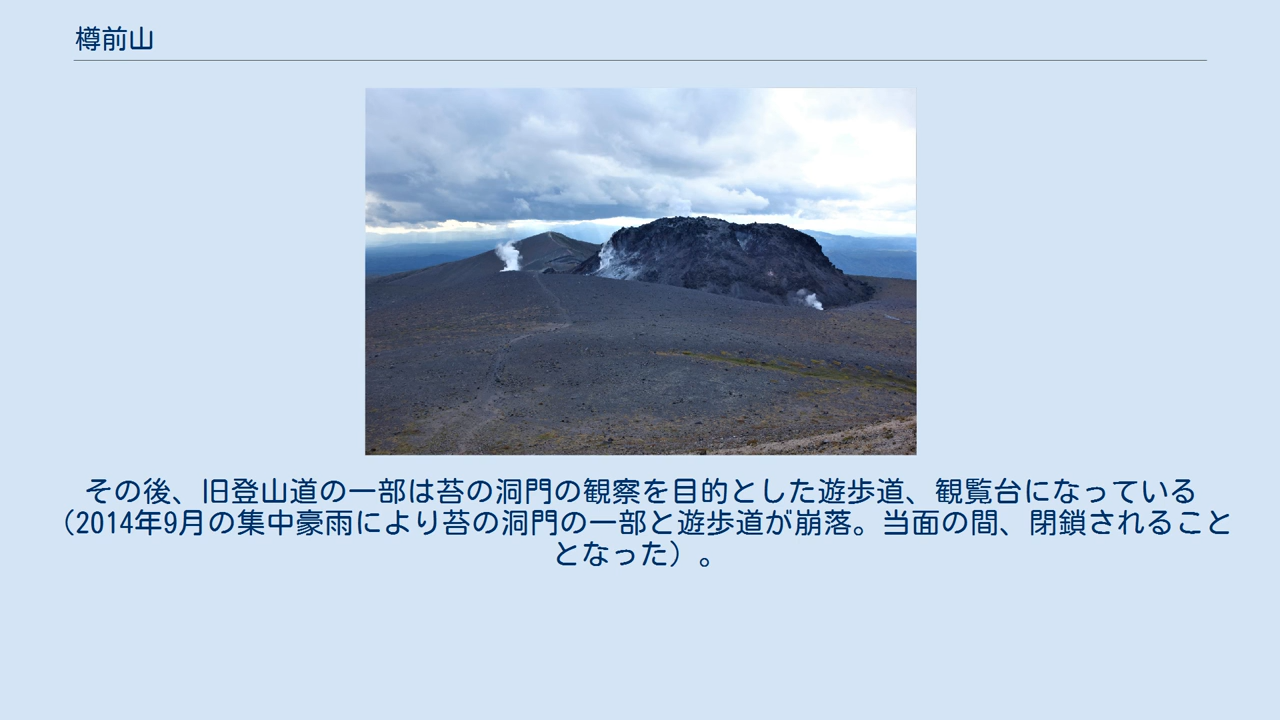 樽前山
その後、旧登山道の一部は苔の洞門の観察を目的とした遊歩道、観覧台になっている
（2014年9月の集中豪雨により苔の洞門の一部と遊歩道が崩落。当面の間、閉鎖されること
となった）。